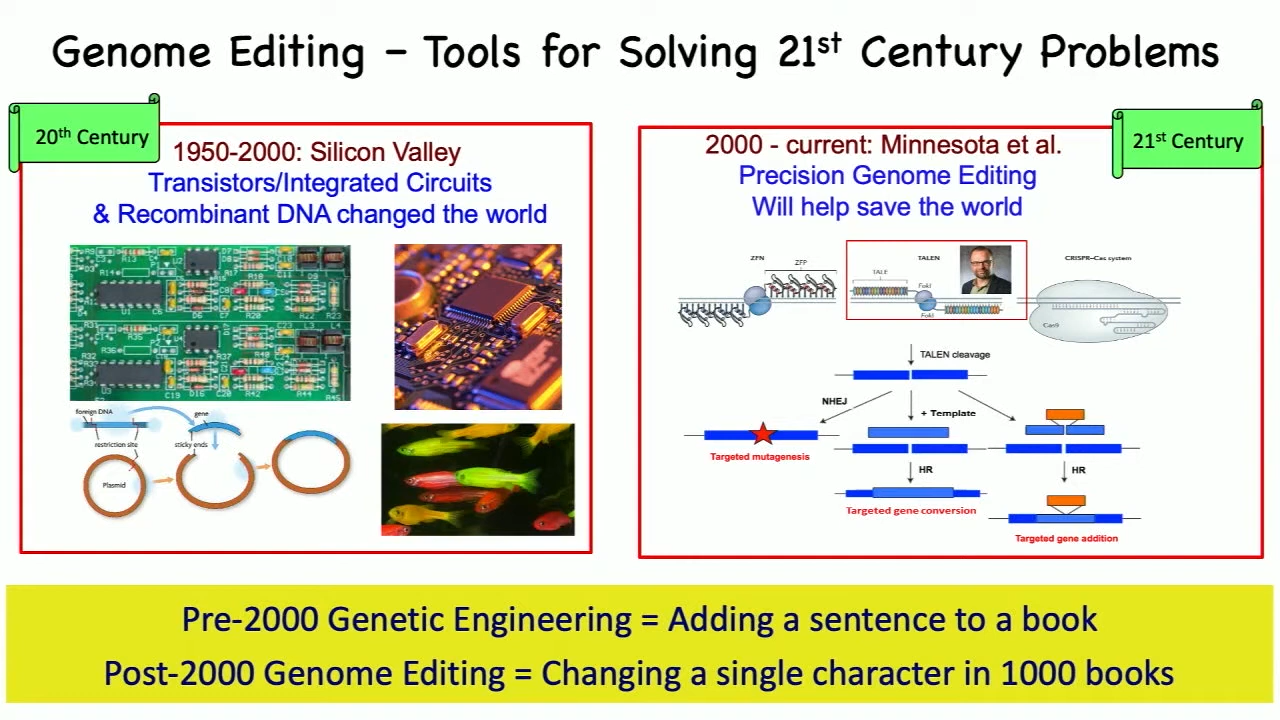 Genome Editing – Tools for Solving 21st Century Problems
20th Century
1950-2000: Silicon Valley
Transistors/Integrated Circuits
& Recombinant DNA changed the world
foreign DNA
gene
restriction site
sticky ends
Plasmid
21st Century
2000 - current: Minnesota et al.
Precision Genome Editing
Will help save the world
ZFN
ZFP
TALEN
TALE
FokI
FokI
CRISPR–Cas system
Cas9
TALEN cleavage
NHEJ
+ Template
Targeted mutagenesis
HR
HR
Targeted gene conversion
Targeted gene addition
Pre-2000 Genetic Engineering = Adding a sentence to a book
Post-2000 Genome Editing = Changing a single character in 1000 books